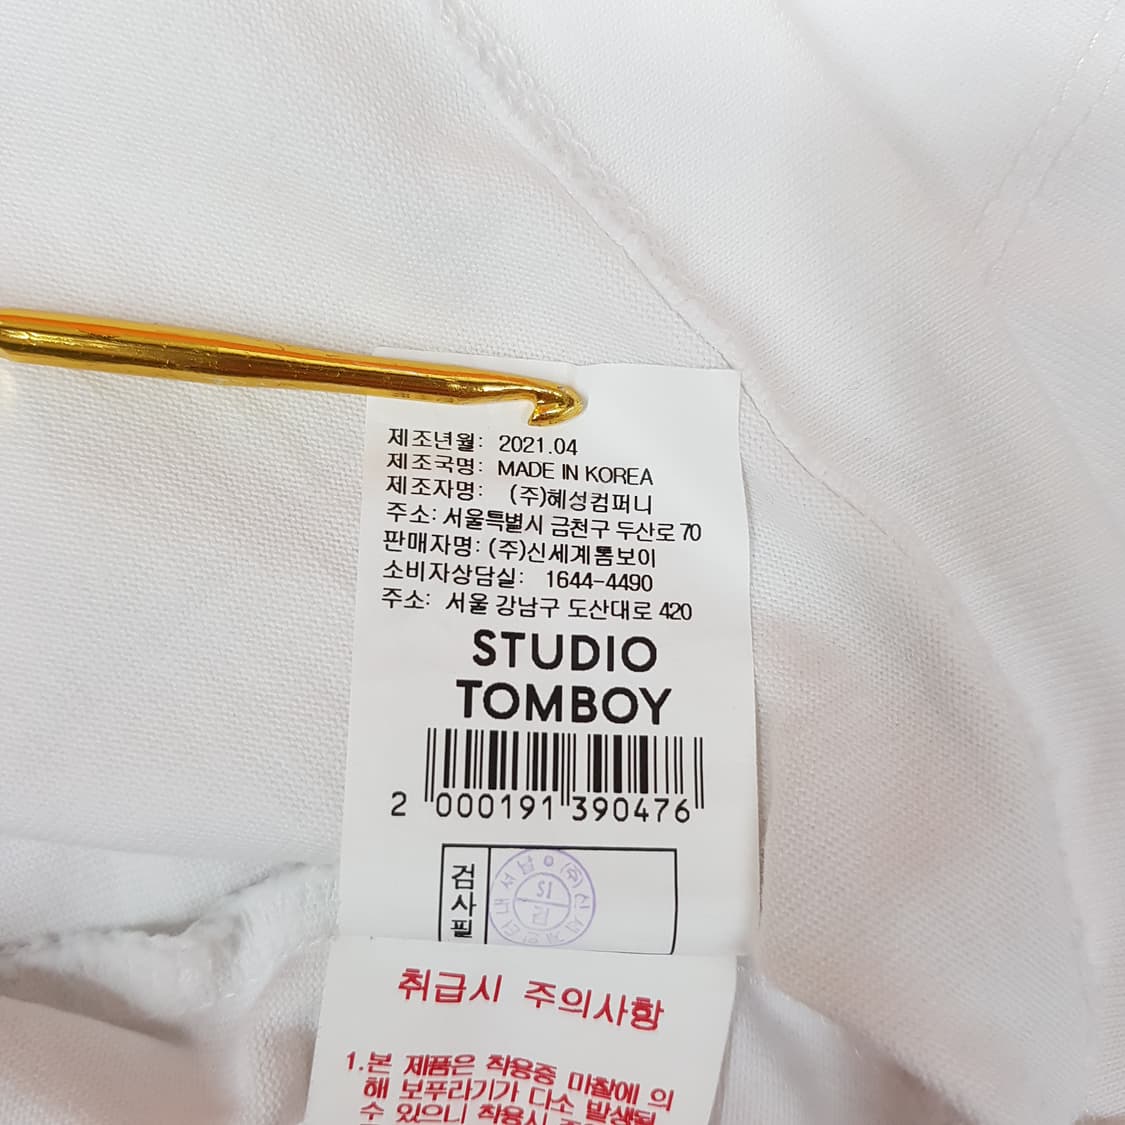 제조년월: 2021.04
제조국명: MADE IN KOREA
제조자명: (주)혜성컴퍼니
주소: 서울특별시 금천구 두산로 70
판매자명: (주)신세계톰보이
소비자상담실: 1644-4490
주소: 서울 강남구 도산대로 420
STUDIO
TOMBOY
2 000191 390476
검사필
S1
취급시 주의사항
1.본 제품은 착용중 마찰에 의
해 보푸라기가 다소 발생될
수 있으니 착용시